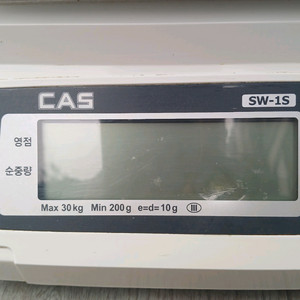 CAS SW-1S
영점
순중량
Max 30kg Min 200g e=d=10g III